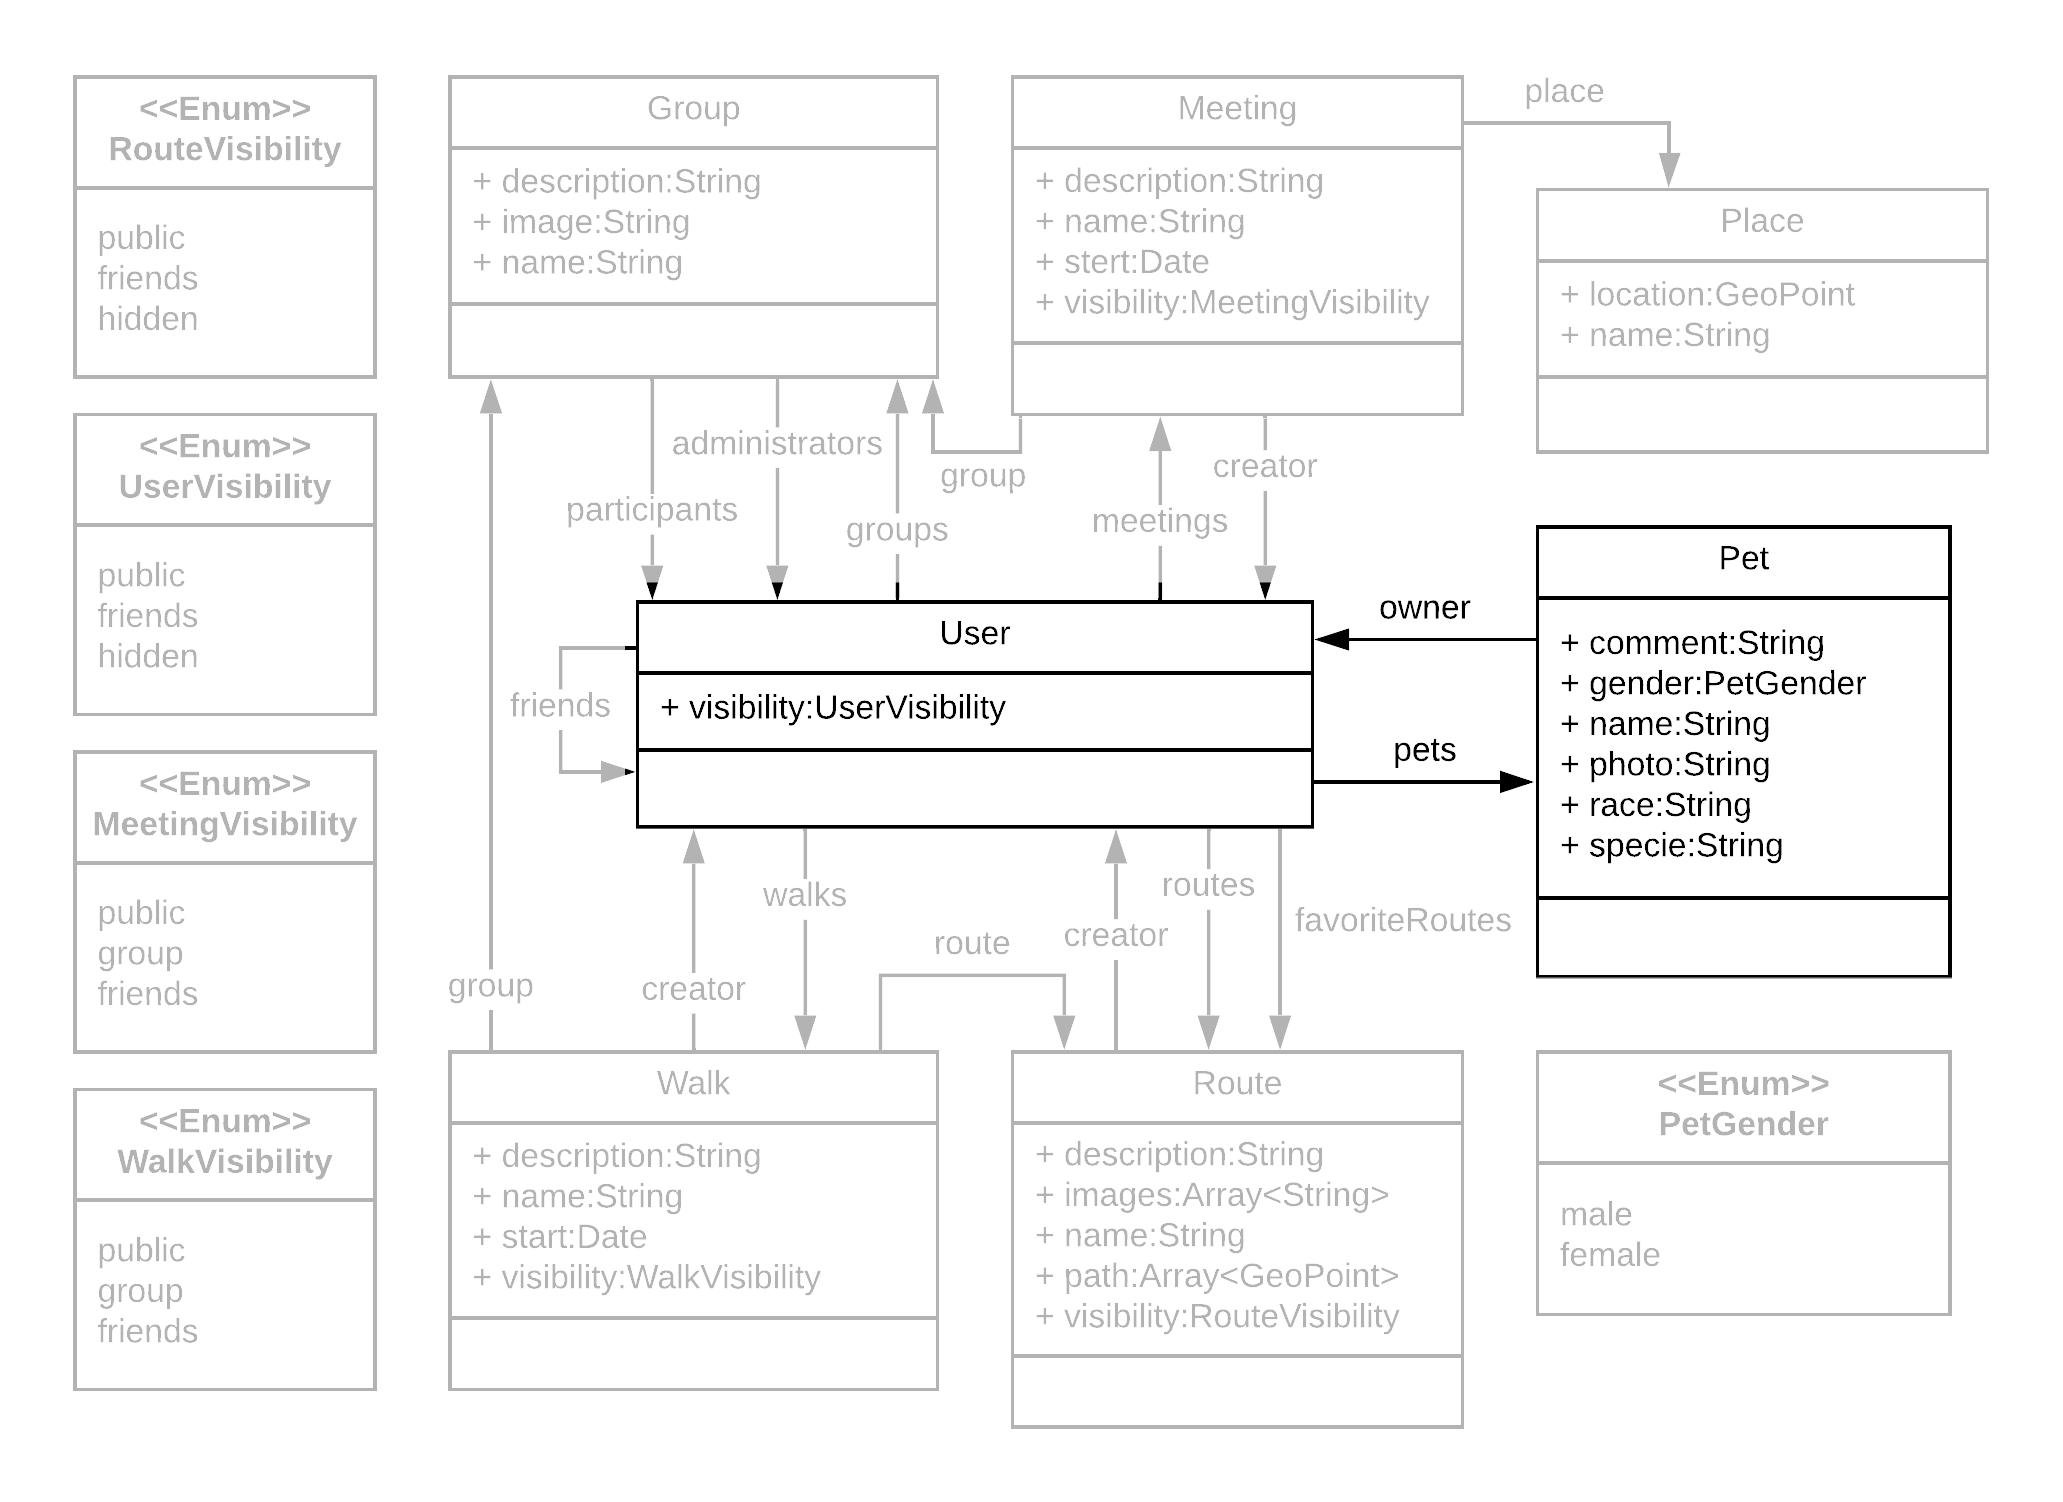 <<Enum>>
RouteVisibility
public
friends
hidden
<<Enum>>
UserVisibility
public
friends
hidden
<<Enum>>
MeetingVisibility
public
group
friends
<<Enum>>
WalkVisibility
public
group
friends
Group
+ description:String
+ image:String
+ name:String
Meeting
+ description:String
+ name:String
+ stert:Date
+ visibility:MeetingVisibility
place
Place
+ location:GeoPoint
+ name:String
participants
administrators
groups
group
meetings
creator
User
+ visibility:UserVisibility
friends
owner
pets
Pet
+ comment:String
+ gender:PetGender
+ name:String
+ photo:String
+ race:String
+ specie:String
group
creator
walks
route
creator
routes
favoriteRoutes
Walk
+ description:String
+ name:String
+ start:Date
+ visibility:WalkVisibility
Route
+ description:String
+ images:Array<String>
+ name:String
+ path:Array<GeoPoint>
+ visibility:RouteVisibility
<<Enum>>
PetGender
male
female